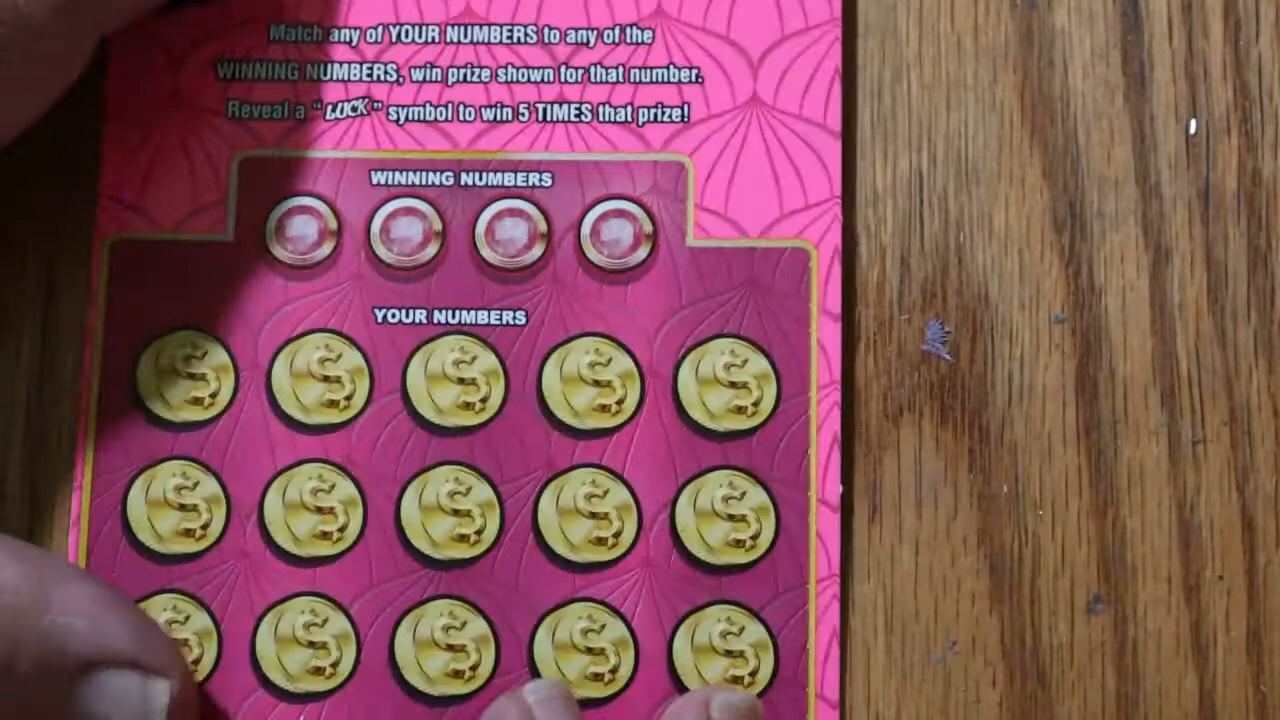 Match any of YOUR NUMBERS to any of the
WINNING NUMBERS, win prize shown for that number.
Reveal a "LUCK" symbol to win 5 TIMES that prize!
WINNING NUMBERS
YOUR NUMBERS